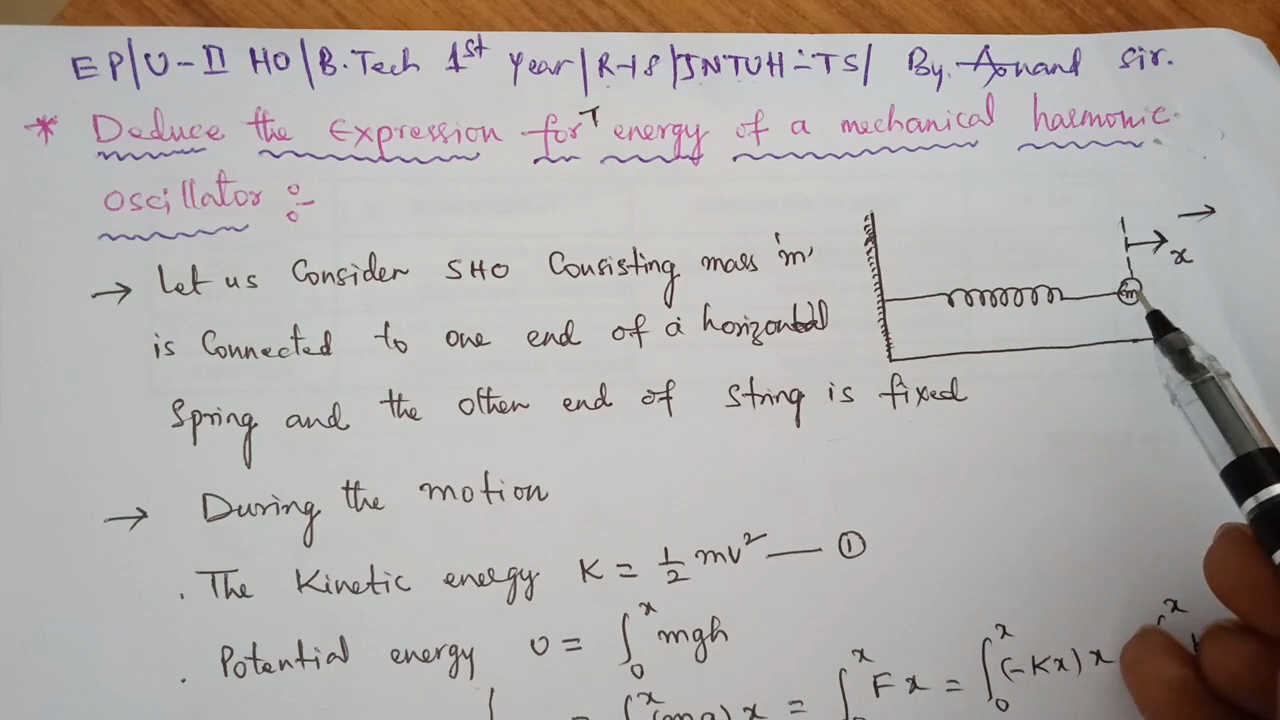 EP/U-II HO/B.Tech 1st Year/R-18/JNTUH-TS/ By. Anand Sir.
* Deduce the Expression for T energy of a mechanical harmonic.
oscillator :-
→ Let us Consider SHO Consisting mass 'm'
is Connected to one end of a horizontal
Spring and the other end of string is fixed
x
m
→ During the motion
. The Kinetic energy K = 1/2 mv² — ①
. Potential energy U = ∫₀ˣ mgh
= ∫ˣ (mg) x = ∫ˣ F x = ∫₀ˣ (-Kx) x